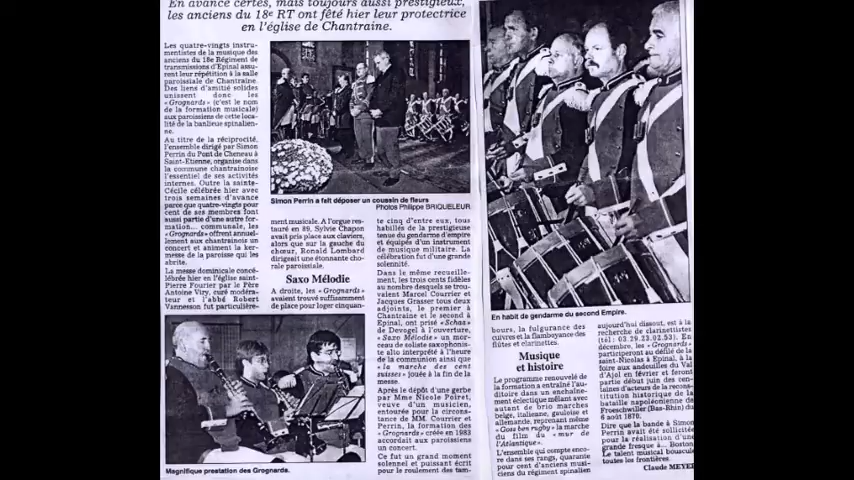 En avance certes, mais toujours aussi prestigieux,
les anciens du 18e RT ont fêté hier leur protectrice
en l'église de Chantraine.
Les quatre-vingts instru-
mentistes de la musique des
anciens du 18e Régiment de
transmissions d'Epinal assu-
rent leur répétition à la salle
paroissiale de Chantraine.
Des liens d'amitié solides
unissent donc les
« Grognards » (c'est le nom
de la formation musicale) aux
paroissiens de cette loca-
lité de la banlieue spinalien-
ne.
Au titre de la réciprocité,
l'ensemble dirigé par Simon
Perrin du Pont de Cheneau à
Saint-Etienne, organise dans
la commune chantrainoise
l'essentiel de ses activités
internes. Outre la sainte-
Cécile célébrée hier avec
trois semaines d'avance
parce que quatre-vingts pour
cent de ses membres font
aussi partie d'une autre for-
mation... communale, les
« Grognards » offrent annuel-
lement aux chantrainois un
concert et animent la ker-
messe de la paroisse qui les
abrite.
La messe dominicale concé-
lébrée hier en l'église saint-
Pierre Fourier par le Père
Antoine Viry, curé modéra-
teur et l'abbé Robert
Vannesson fut particulière-
Simon Perrin a fait déposer un coussin de fleurs
Photos Philippe BRIQUELEUR
ment musicale. A l'orgue res-
tauré en 89, Sylvie Chapon
avait pris place aux claviers,
alors que sur la gauche du
chœur, Ronald Lombard
dirigeait une étonnante cho-
rale paroissiale.
Saxo Mélodie
A droite, les « Grognards »
avaient trouvé suffisamment
de place pour loger cinquan-
te cinq d'entre eux, tous
habillés de la prestigieuse
tenue du gendarme d'empire
et équipés d'un instrument
de musique militaire. La
célébration fut d'une grande
solennité.
Dans le même recueille-
ment, les trois cents fidèles
au nombre desquels se trou-
vaient Marcel Courrier et
Jacques Grasser tous deux
adjoints, le premier à
Chantraine et le second à
Epinal, ont prisé « Schaa »
de Devogel à l'ouverture,
« Saxo Mélodie » un mor-
ceau de soliste saxophonis-
te alto interprété à l'heure
de la communion ainsi que
« la marche des cent
suisses » jouée à la fin de la
messe.
Après le dépôt d'une gerbe
par Mme Nicole Poiret,
veuve d'un musicien,
entourée pour la circons-
tance de MM. Courrier et
Perrin, la formation des
« Grognards » créée en 1983
accordait aux paroissiens
un concert.
Ce fut un grand moment
solennel et puissant écrit
pour le roulement des tam-
Magnifique prestation des Grognards.
En habit de gendarme du second Empire.
bours, la fulgurance des
cuivres et la flamboyance des
flûtes et clarinettes.
Musique
et histoire
Le programme renouvelé de
la formation a entraîné l'au-
ditoire dans un enchaîne-
ment éclectique mêlant avec
autant de brio marches
belge, italienne, gauloise et
allemande, reprenant même
« Gose ben rugby » la marche
du film du « mur de
l'Atlantique ».
L'ensemble qui compte enco-
re dans ses rangs, quarante
pour cent d'anciens musi-
ciens du régiment spinalien
aujourd'hui dissout, est à la
recherche de clarinettistes
(tél : 03.29.23.02.53). En
décembre, les « Grognards »
participeront au défilé de la
saint-Nicolas à Epinal, à la
foire aux andouilles du Val
d'Ajol en février et feront
partie début juin des cen-
taines d'acteurs de la recons-
titution historique de la
bataille napoléonienne de
Froeschwiller (Bas-Rhin) du
6 août 1870.
Dire que la bande à Simon
Perrin avait été sollicitée
pour la réalisation d'une
grande fresque à... Boston.
Le talent musical bouscule
toutes les frontières.
Claude MEYER